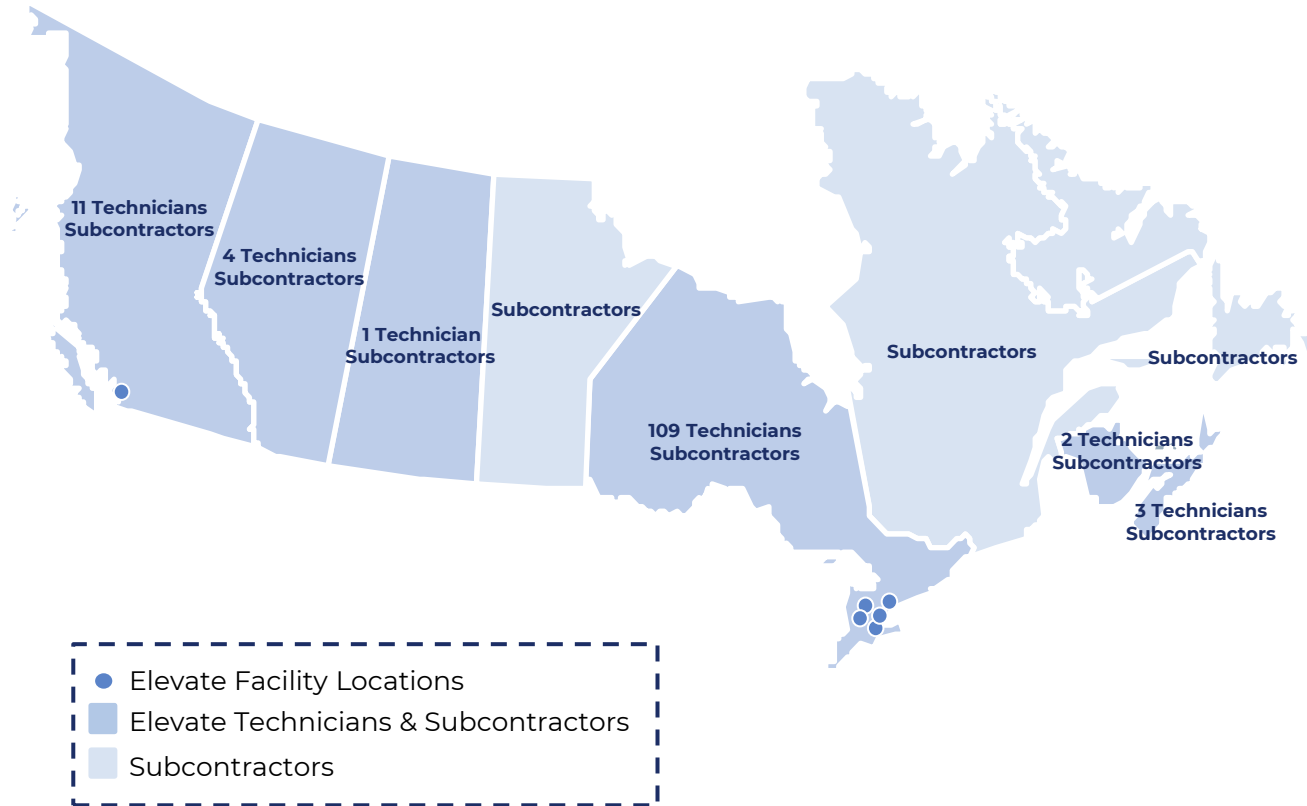 11 Technicians
Subcontractors
4 Technicians
Subcontractors
1 Technician
Subcontractors
Subcontractors
109 Technicians
Subcontractors
Subcontractors
Subcontractors
2 Technicians
Subcontractors
3 Technicians
Subcontractors
Elevate Facility Locations
Elevate Technicians & Subcontractors
Subcontractors